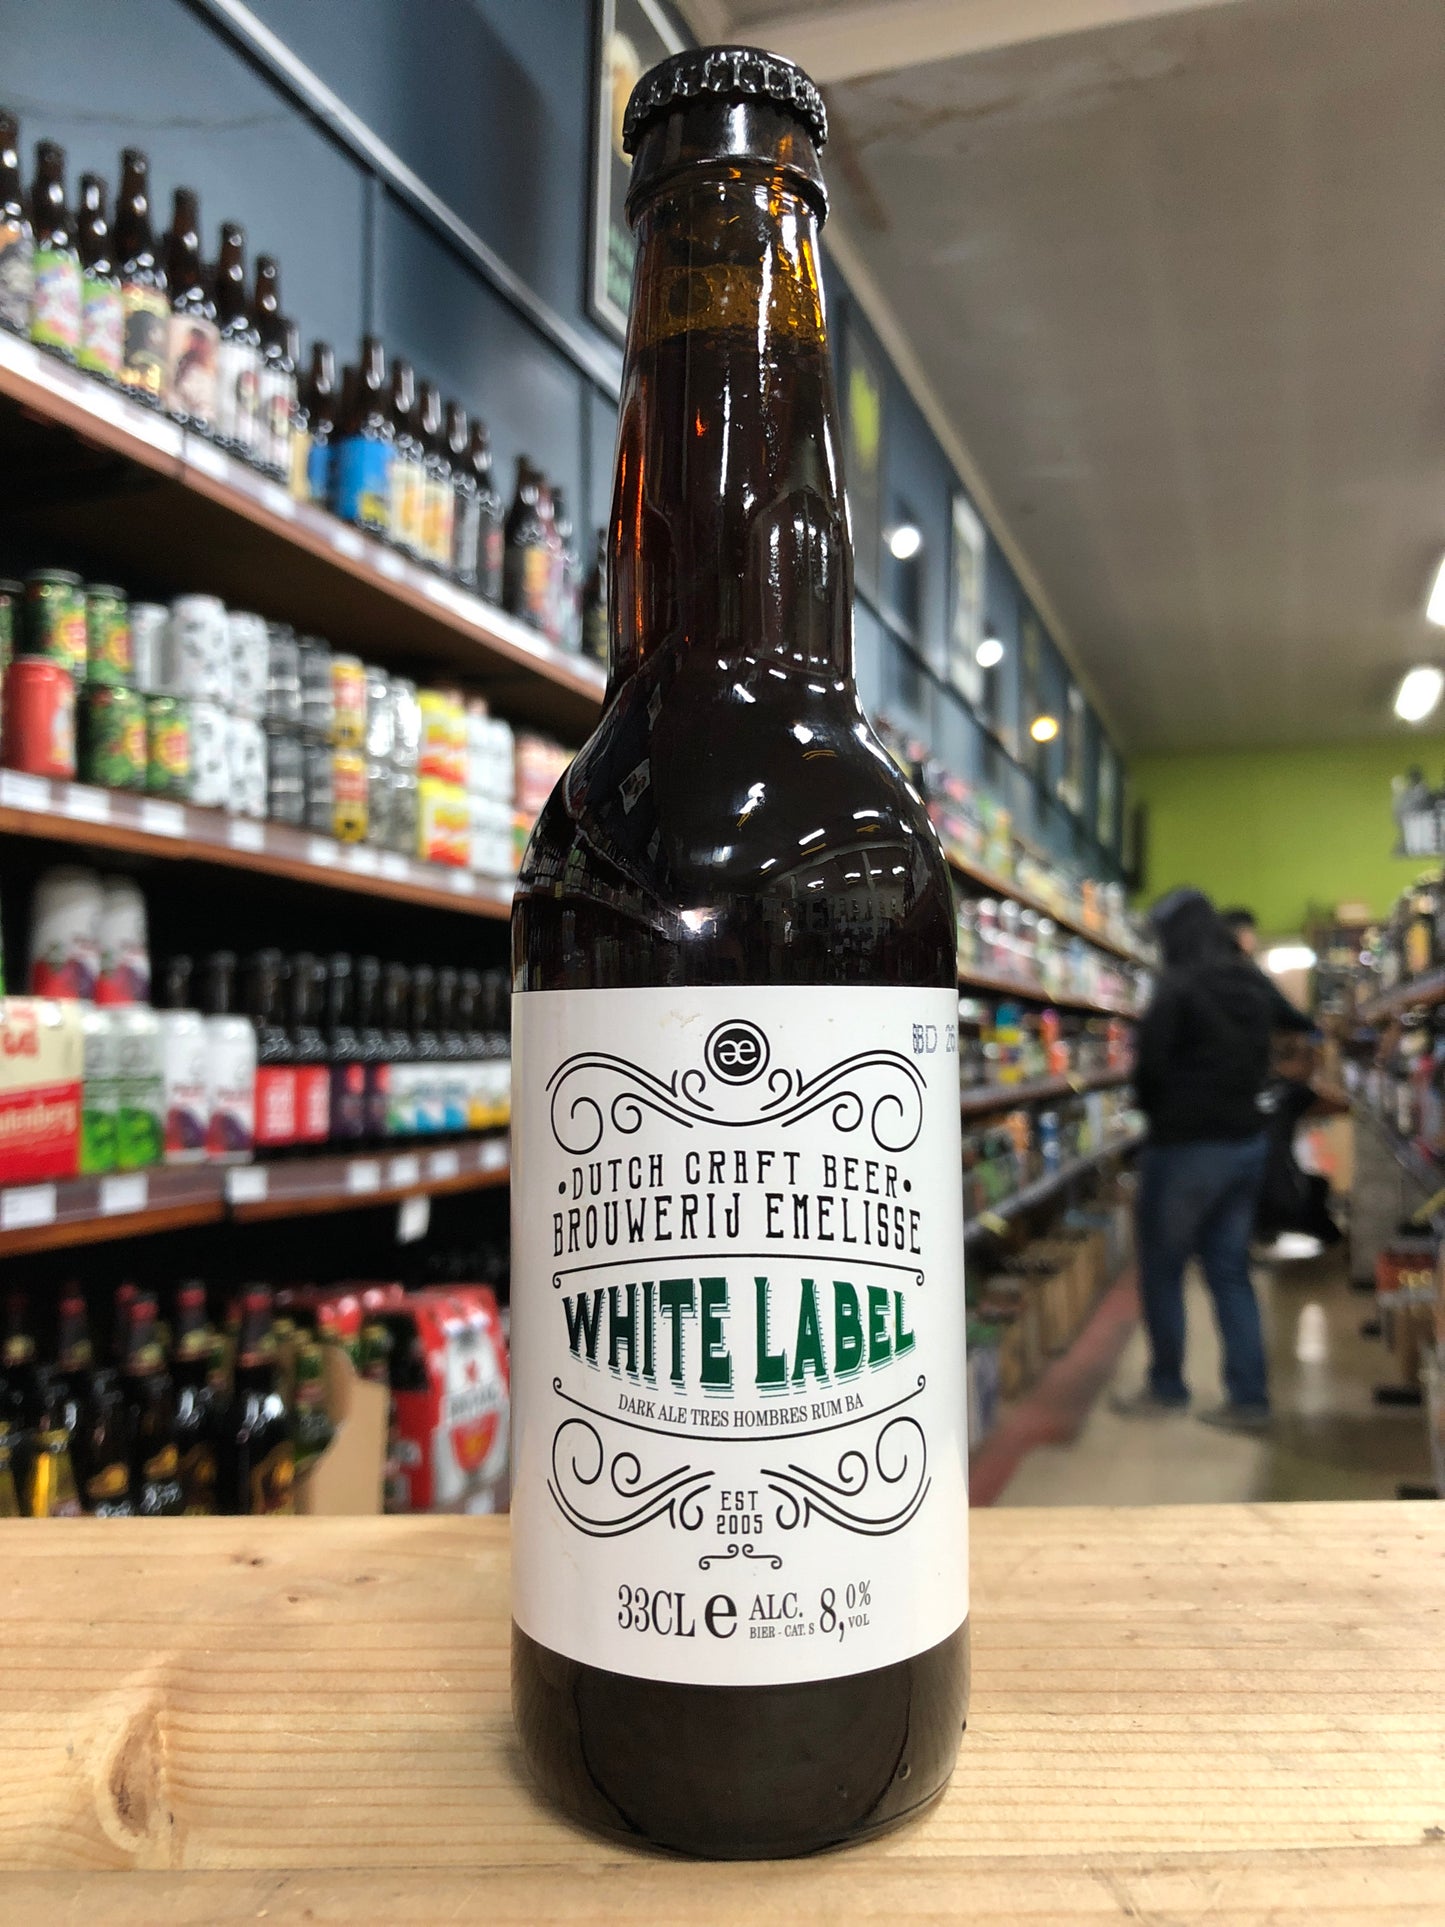 æ
BBD 26
•DUTCH CRAFT BEER•
BROUWERIJ EMELISSE
WHITE LABEL
DARK ALE TRES HOMBRES RUM BA
EST
2005
33CL e ALC. 8,0%
BIER - CAT. S VOL